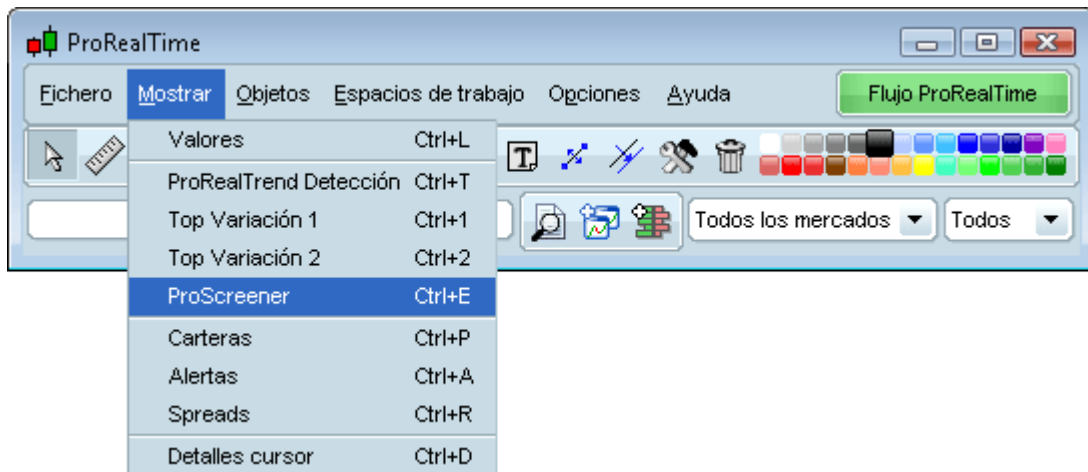 ProRealTime
Fichero Mostrar Objetos Espacios de trabajo Opciones Ayuda Flujo ProRealTime
Valores Ctrl+L
T
ProRealTrend Detección Ctrl+T
Top Variación 1 Ctrl+1
Todos los mercados Todos
Top Variación 2 Ctrl+2
ProScreener Ctrl+E
Carteras Ctrl+P
Alertas Ctrl+A
Spreads Ctrl+R
Detalles cursor Ctrl+D